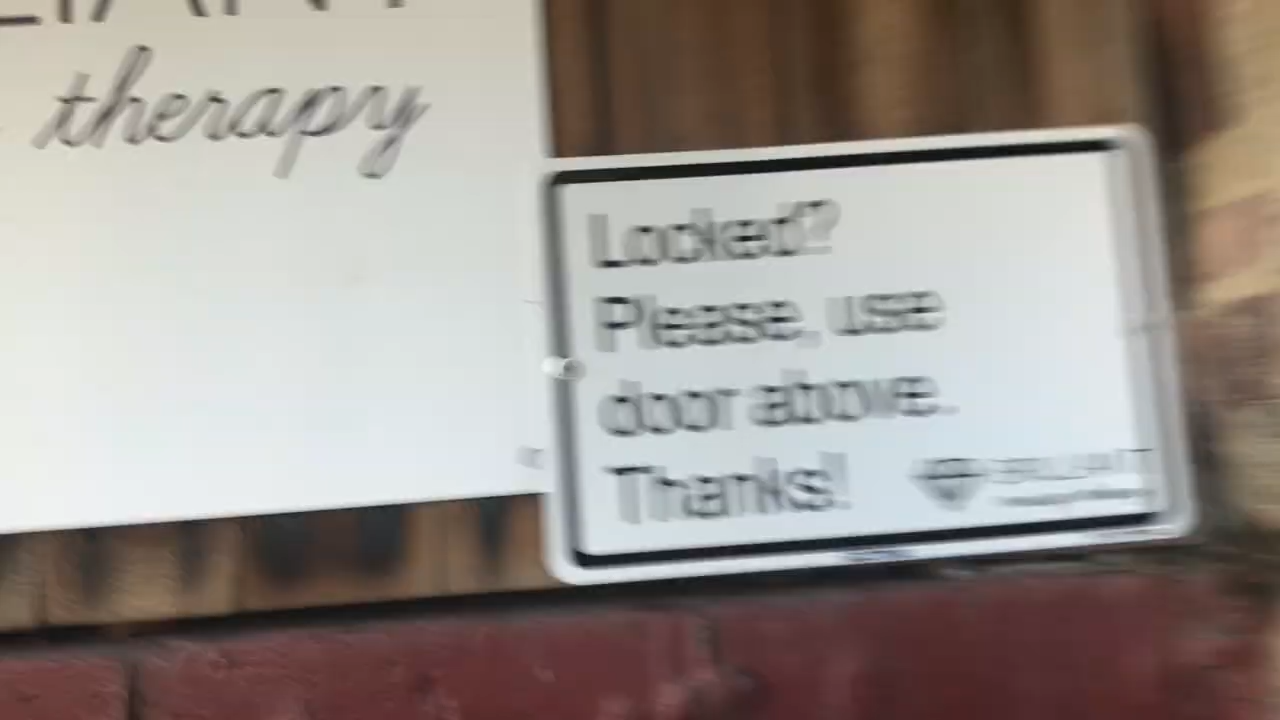 therapy
Locked?
Please, use
door above.
Thanks!